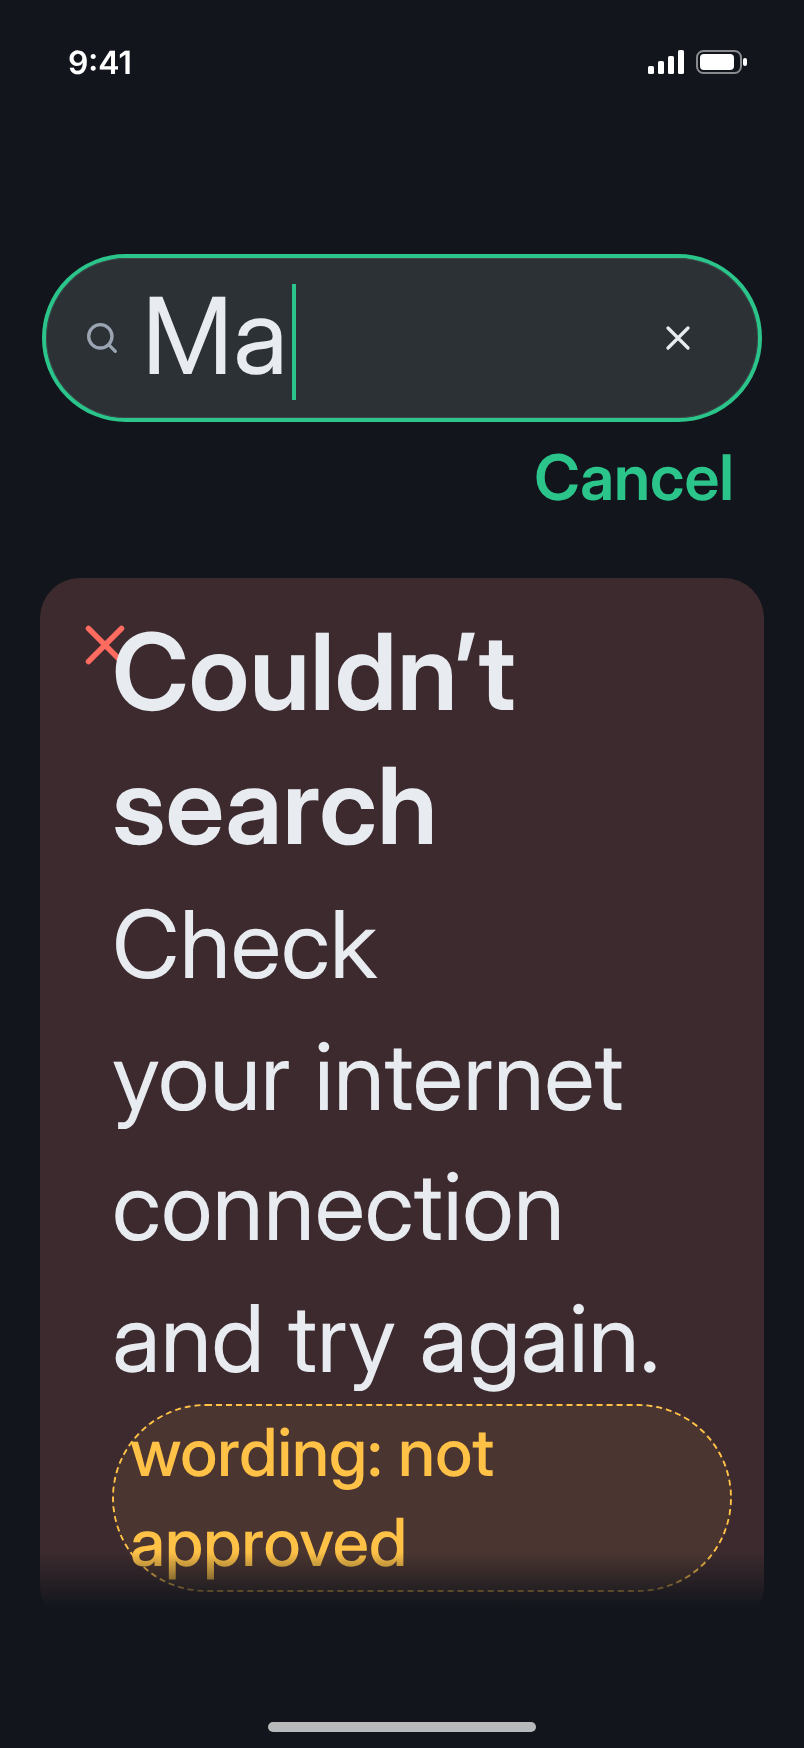 9:41
Ma
Cancel
Couldn’t
search
Check
your internet
connection
and try again.
wording: not
approved